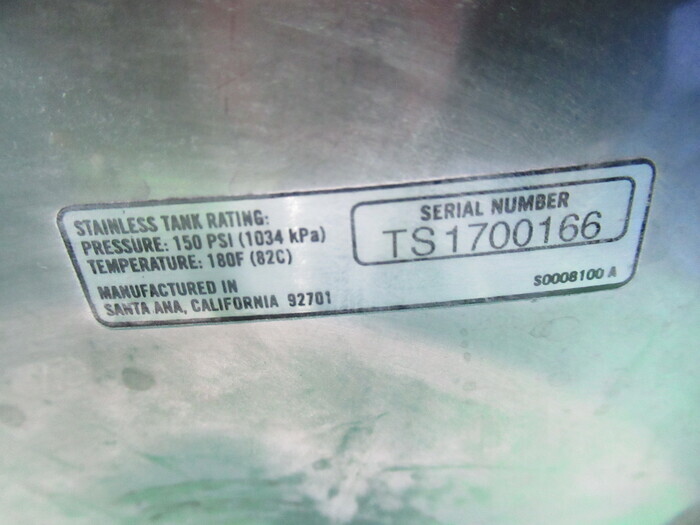 STAINLESS TANK RATING:
PRESSURE: 150 PSI (1034 kPa)
TEMPERATURE: 180F (82C)
MANUFACTURED IN
SANTA ANA, CALIFORNIA 92701
SERIAL NUMBER
TS1700166
S0008100 A